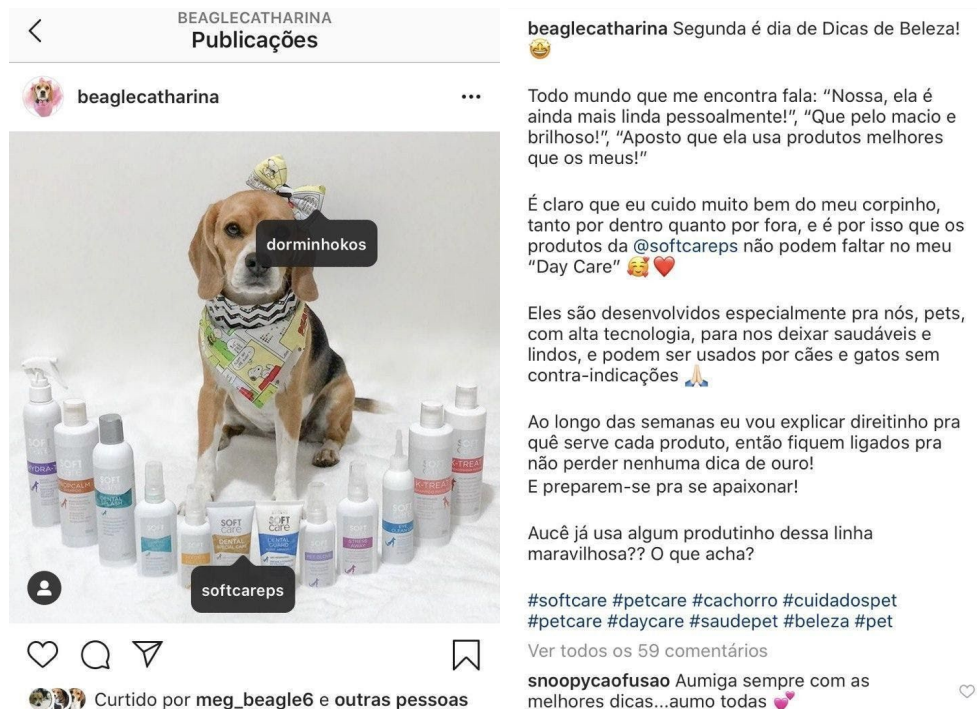 BEAGLECATHARINA
Publicações
beaglecatharina
dorminhokos
SOFT
care
DENTAL
SOFT
care
DENTAL
GUARD
softcareps
Curtido por meg_beagle6 e outras pessoas
beaglecatharina Segunda é dia de Dicas de Beleza!
🤩
Todo mundo que me encontra fala: “Nossa, ela é
ainda mais linda pessoalmente!”, “Que pelo macio e
brilhoso!”, “Aposto que ela usa produtos melhores
que os meus!”
É claro que eu cuido muito bem do meu corpinho,
tanto por dentro quanto por fora, e é por isso que os
produtos da @softcareps não podem faltar no meu
“Day Care” 🥰❤️
Eles são desenvolvidos especialmente pra nós, pets,
com alta tecnologia, para nos deixar saudáveis e
lindos, e podem ser usados por cães e gatos sem
contra-indicações 🙏🏻
Ao longo das semanas eu vou explicar direitinho pra
quê serve cada produto, então fiquem ligados pra
não perder nenhuma dica de ouro!
E preparem-se pra se apaixonar!
Aucê já usa algum produtinho dessa linha
maravilhosa?? O que acha?
#softcare #petcare #cachorro #cuidadospet
#petcare #daycare #saudepet #beleza #pet
Ver todos os 59 comentários
snoopycaofusao Aumiga sempre com as
melhores dicas...aumo todas 💕